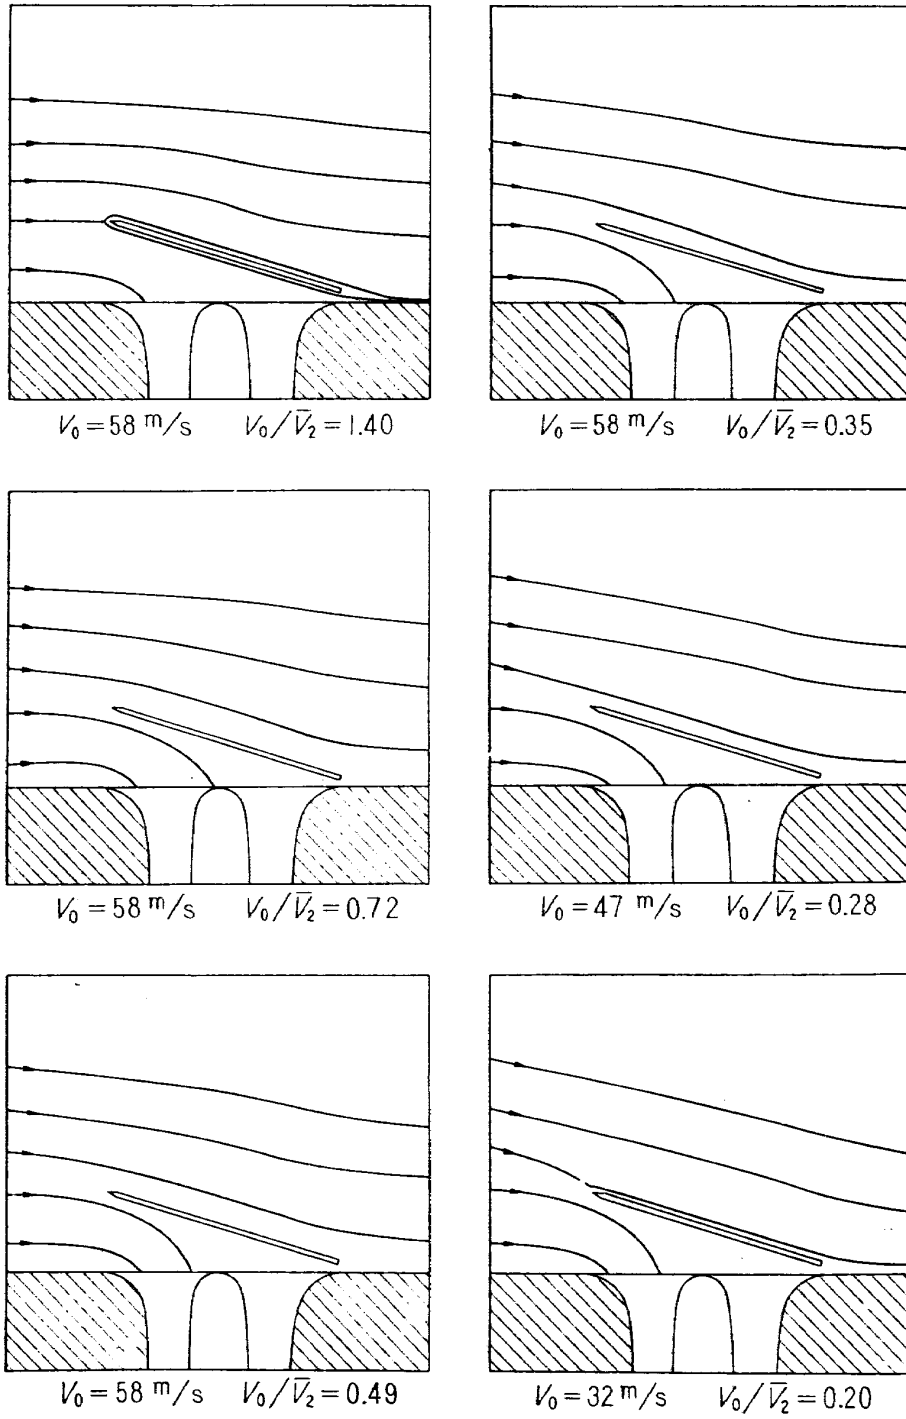 V₀ = 58 m/s V₀/V̅₂ = 1.40
V₀ = 58 m/s V₀/V̅₂ = 0.35
V₀ = 58 m/s V₀/V̅₂ = 0.72
V₀ = 47 m/s V₀/V̅₂ = 0.28
V₀ = 58 m/s V₀/V̅₂ = 0.49
V₀ = 32 m/s V₀/V̅₂ = 0.20